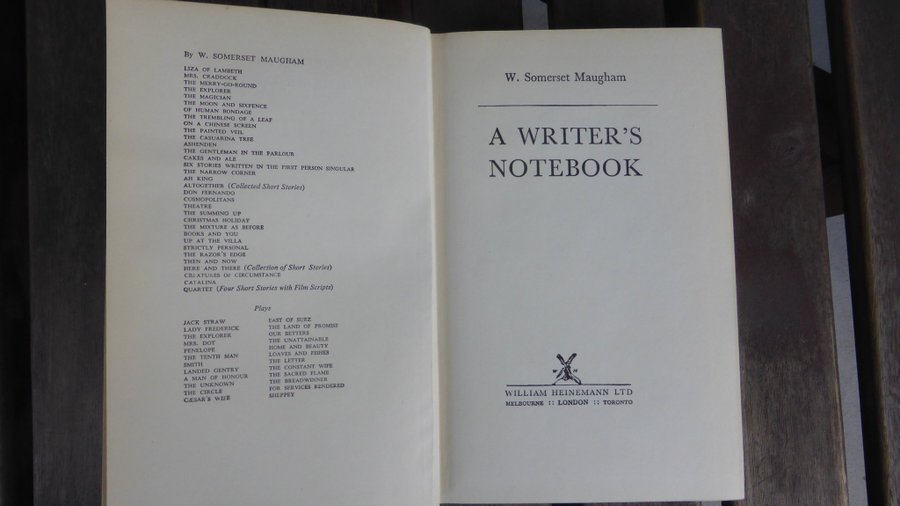 By W. SOMERSET MAUGHAM
LIZA OF LAMBETH
MRS. CRADDOCK
THE MERRY-GO-ROUND
THE EXPLORER
THE MAGICIAN
THE MOON AND SIXPENCE
OF HUMAN BONDAGE
THE TREMBLING OF A LEAF
ON A CHINESE SCREEN
THE PAINTED VEIL
THE CASUARINA TREE
ASHENDEN
THE GENTLEMAN IN THE PARLOUR
CAKES AND ALE
SIX STORIES WRITTEN IN THE FIRST PERSON SINGULAR
THE NARROW CORNER
AH KING
ALTOGETHER (Collected Short Stories)
DON FERNANDO
COSMOPOLITANS
THEATRE
THE SUMMING UP
CHRISTMAS HOLIDAY
THE MIXTURE AS BEFORE
BOOKS AND YOU
UP AT THE VILLA
STRICTLY PERSONAL
THE RAZOR'S EDGE
THEN AND NOW
HERE AND THERE (Collection of Short Stories)
CREATURES OF CIRCUMSTANCE
CATALINA
QUARTET (Four Short Stories with Film Scripts)
Plays
JACK STRAW
LADY FREDERICK
THE EXPLORER
MRS. DOT
PENELOPE
THE TENTH MAN
SMITH
LANDED GENTRY
A MAN OF HONOUR
THE UNKNOWN
THE CIRCLE
CÆSAR'S WIFE
EAST OF SUEZ
THE LAND OF PROMISE
OUR BETTERS
THE UNATTAINABLE
HOME AND BEAUTY
LOAVES AND FISHES
THE LETTER
THE CONSTANT WIFE
THE SACRED FLAME
THE BREADWINNER
FOR SERVICES RENDERED
SHEPPEY
W. Somerset Maugham
A WRITER'S
NOTEBOOK
W H
WILLIAM HEINEMANN LTD
MELBOURNE :: LONDON :: TORONTO